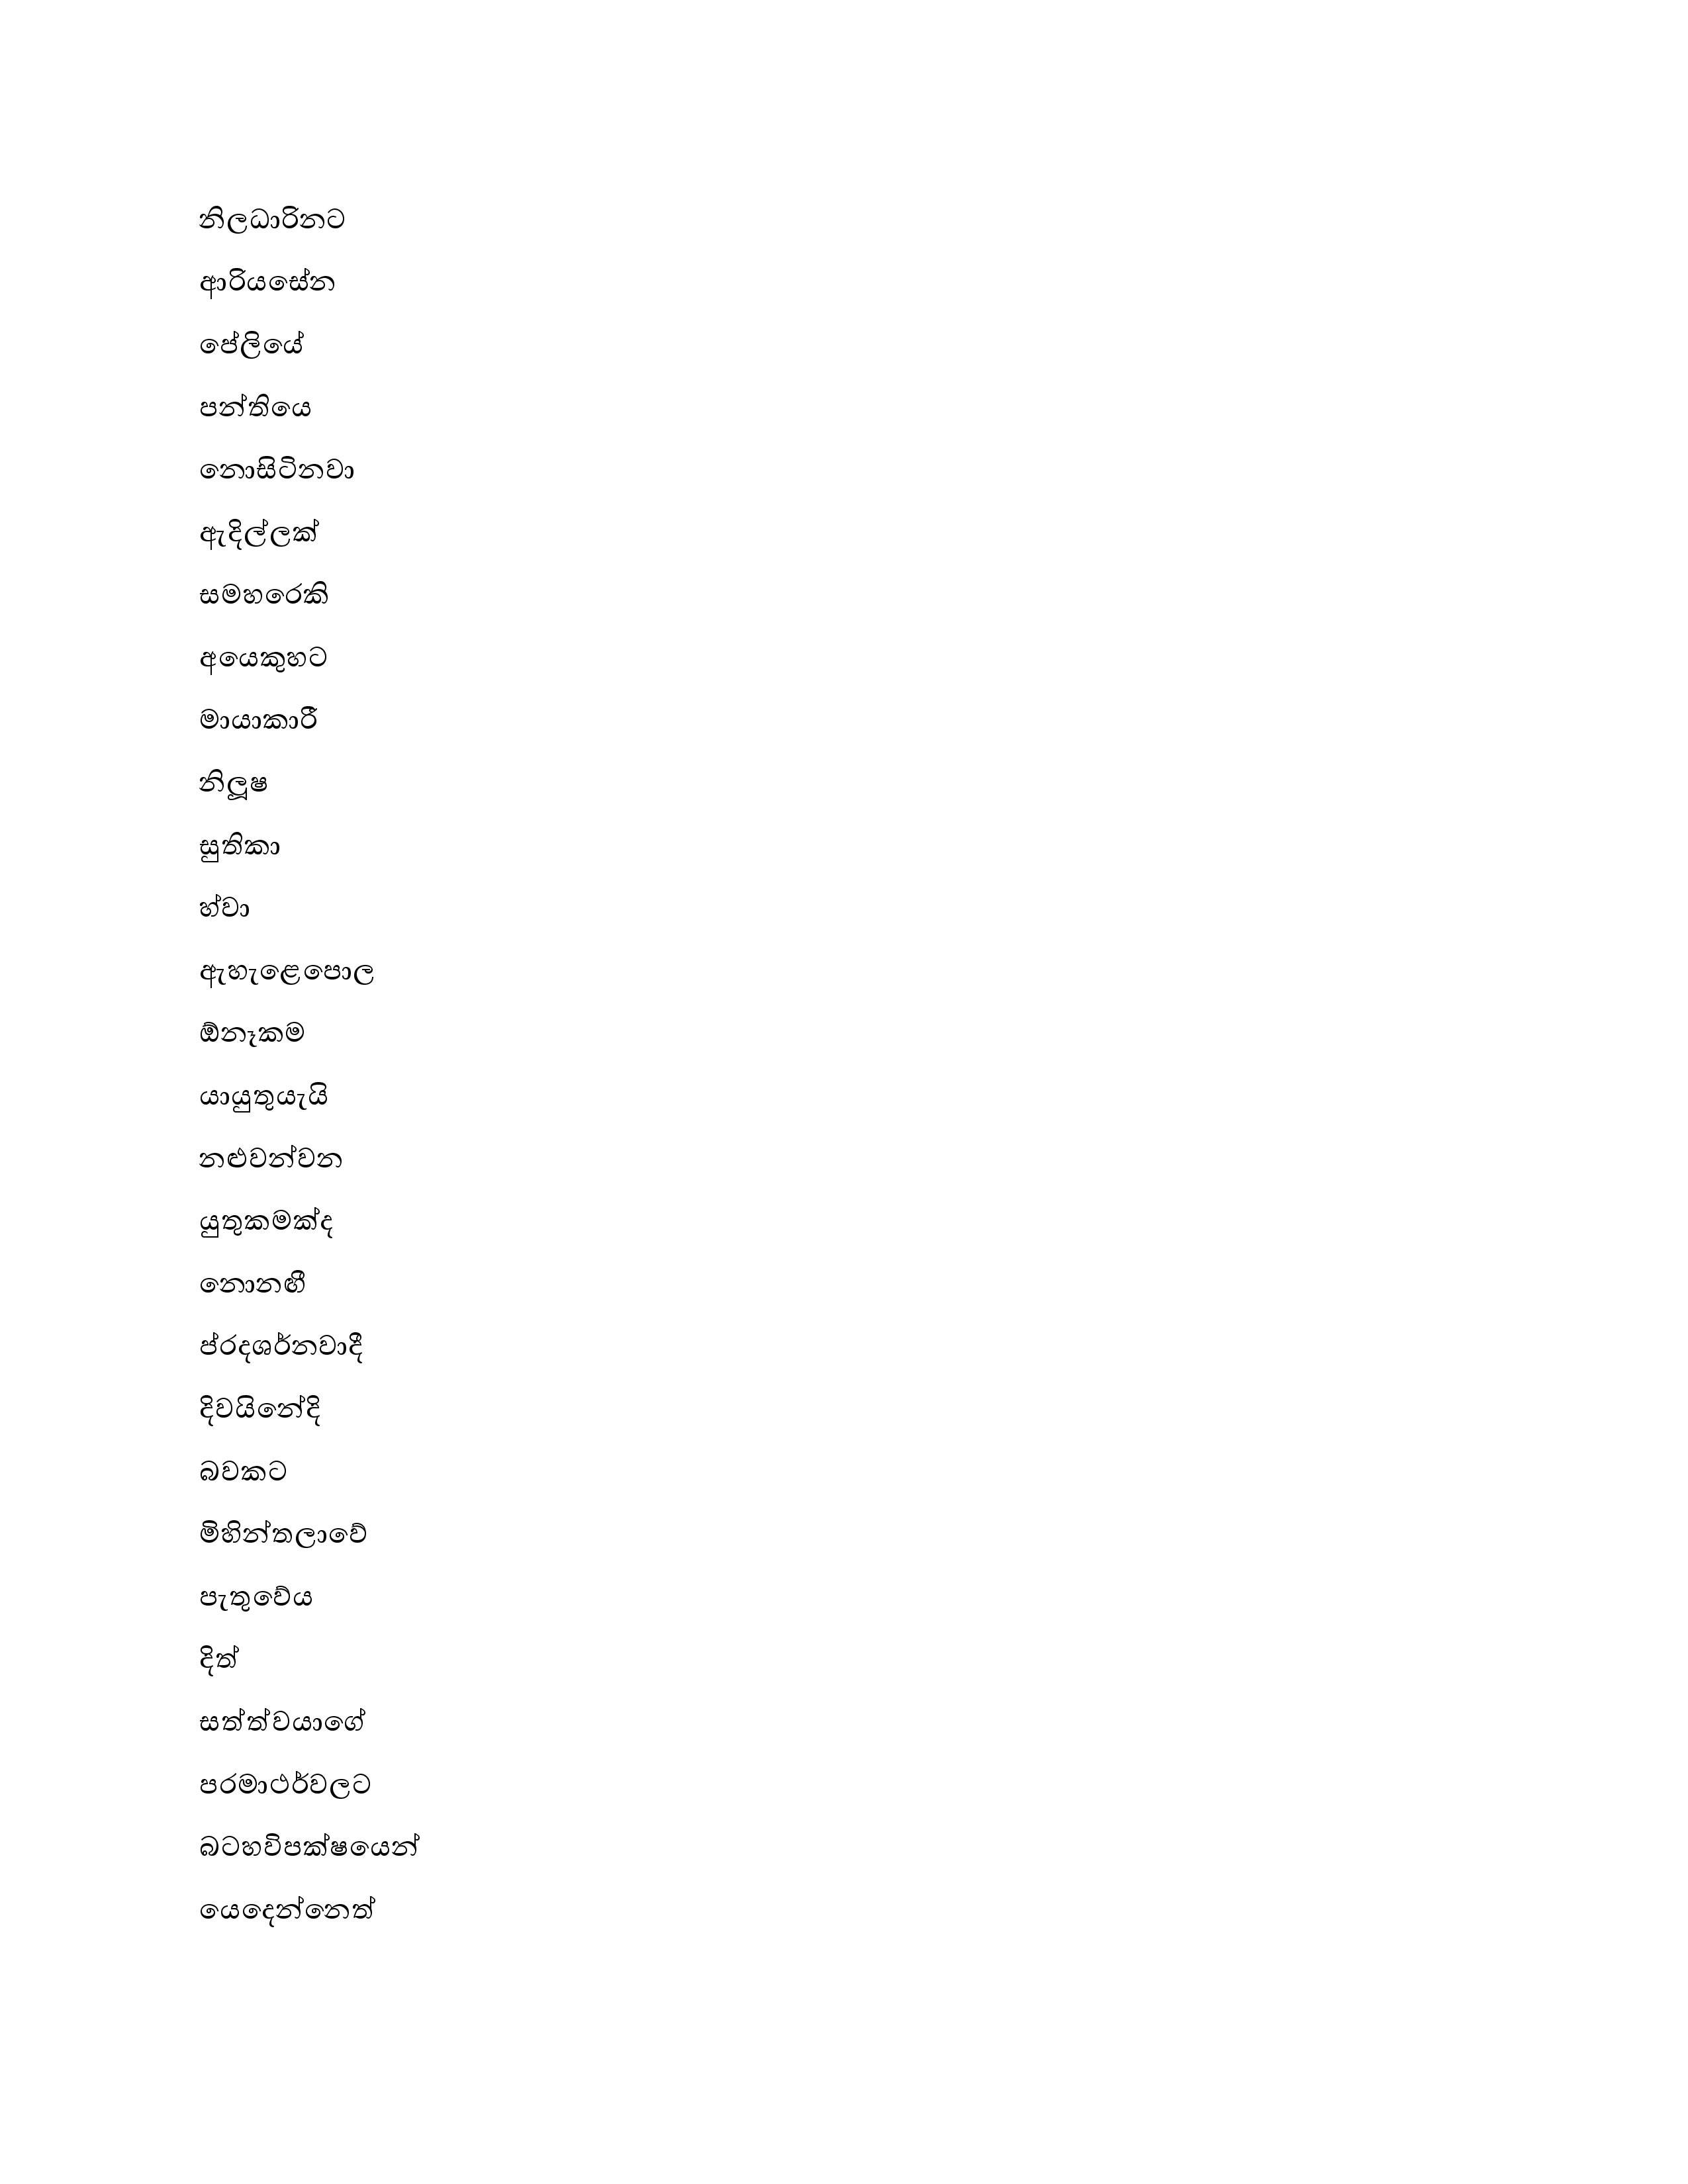 නිලධාරිනට
ආරියසේන
පේලියේ
පන්තියෙ
නොසිටිනවා
ඇදිල්ලක්
සමහරෙකි
අයෙකුහට
මායාකාරී
නිලූෂ
සුතිකා
හ්වා
ඇහැළෙපොල
ඕනෑකම
යායුතුයැයි
නළුවන්වන
යුතුකමක්ද
නොනඟී
ප්රදශර්නවාදී
දිවයිනේදි
බවකට
මිහින්තලාවේ
පැතුවේය
දිත්
සත්ත්වයාගේ
පරමාථර්වලට
බටහවිපක්ෂයෙන්
යෙදෙන්නෙත්